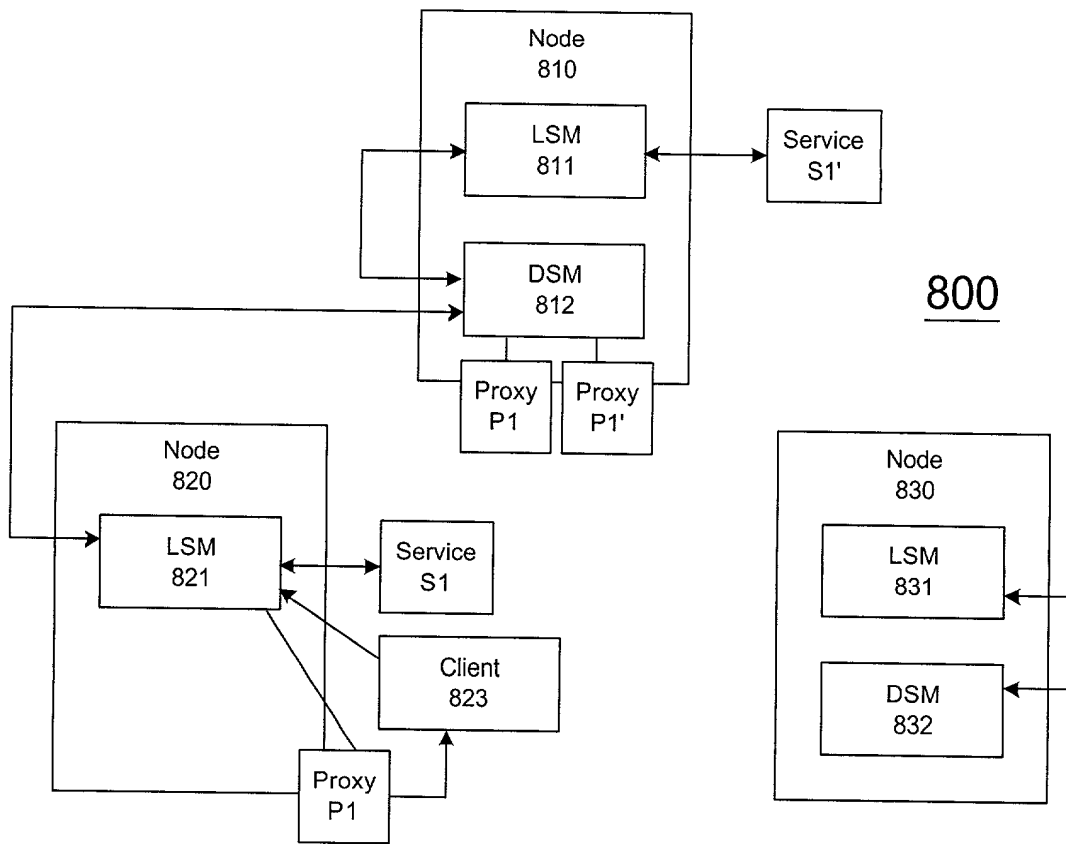 Node
810
LSM
811
Service
S1'
DSM
812
800
Proxy
P1
Proxy
P1'
Node
820
LSM
821
Service
S1
Client
823
Proxy
P1
Node
830
LSM
831
DSM
832